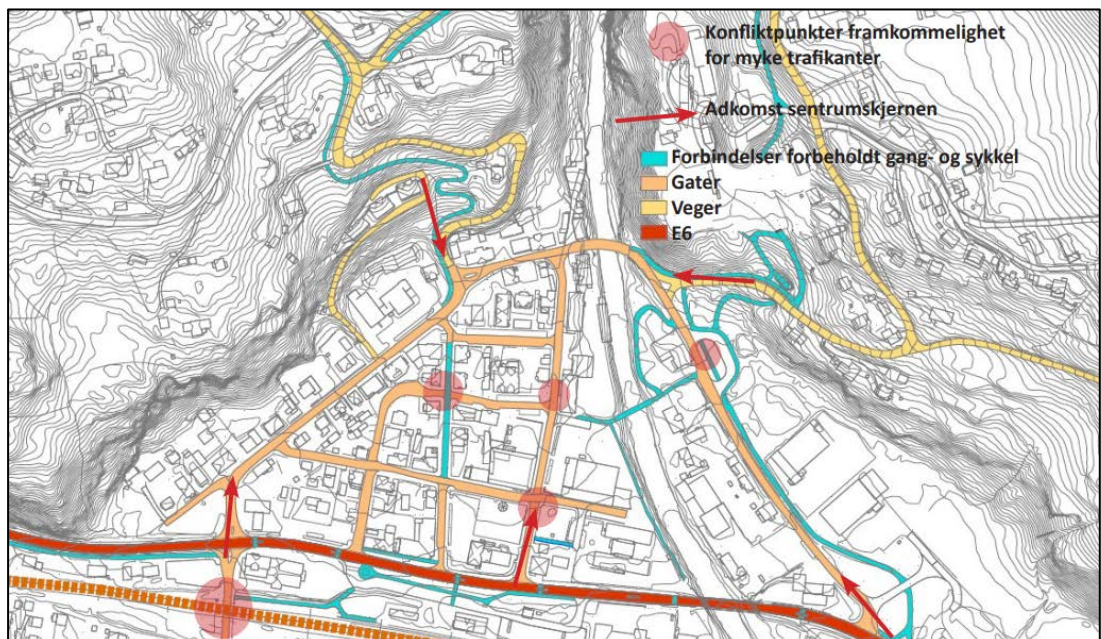 Konfliktpunkter framkommelighet
for myke trafikanter
Adkomst sentrumskjernen
Forbindelser forbeholdt gang- og sykkel
Gater
Veger
E6